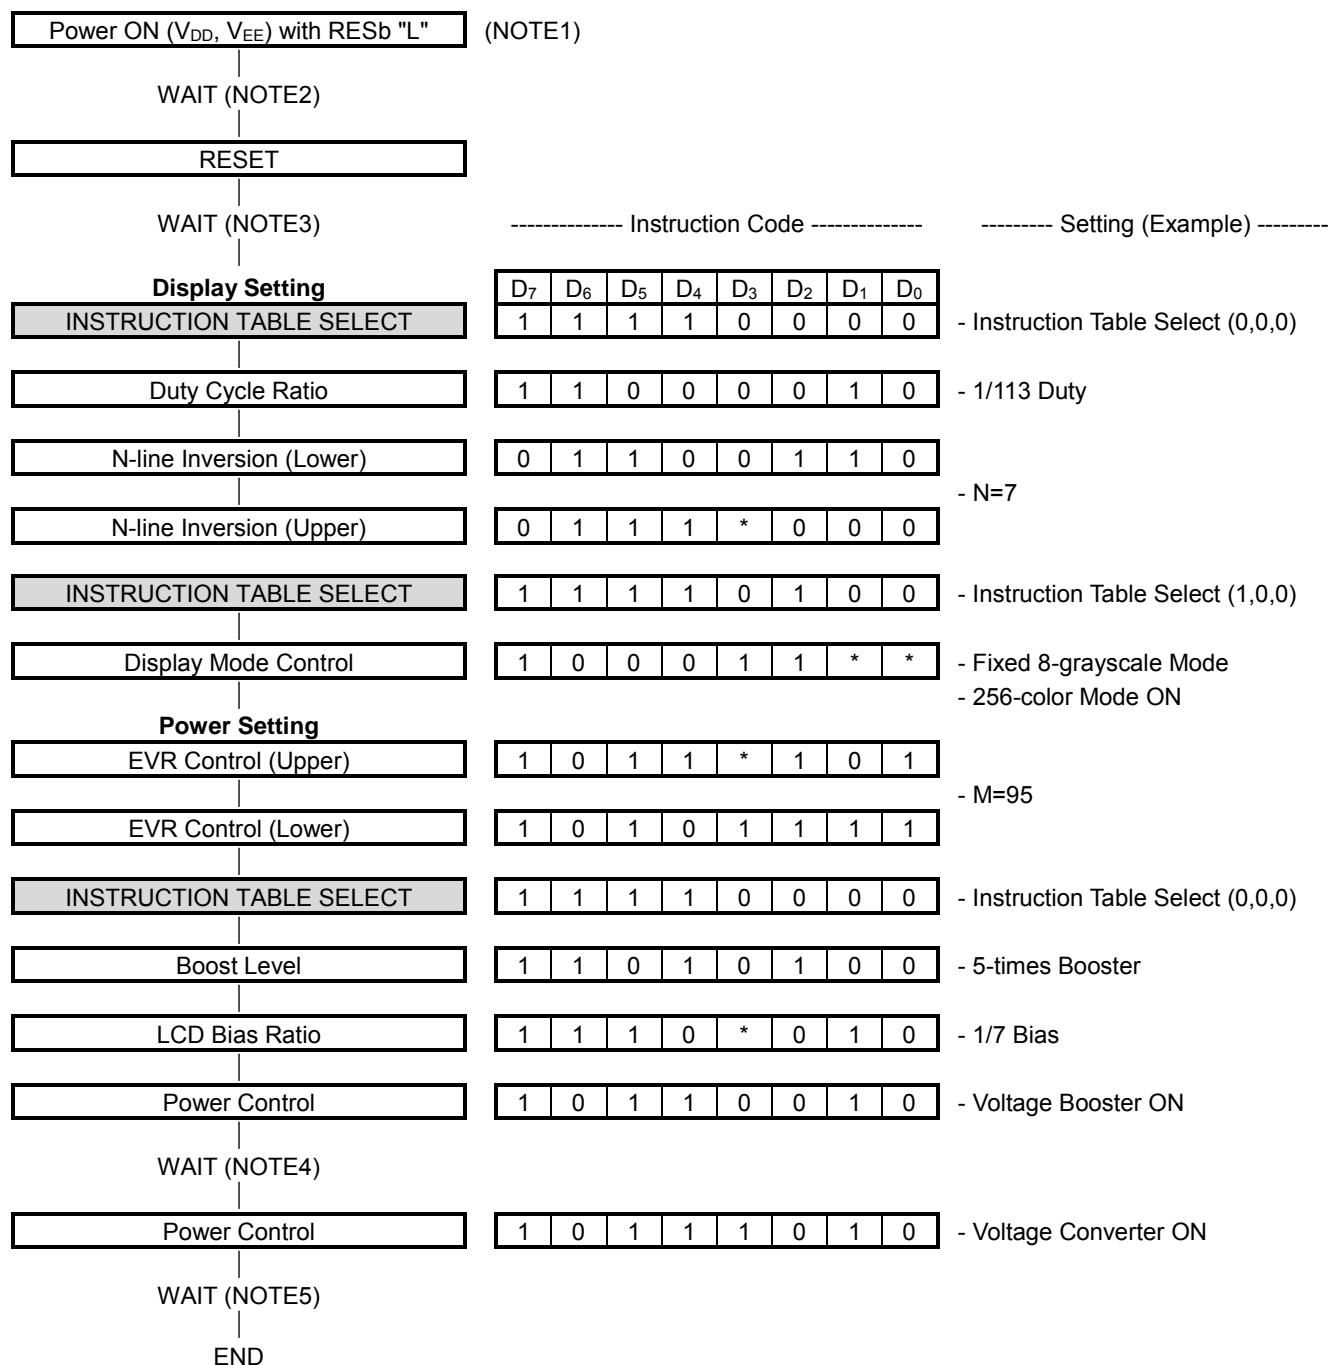 Power ON (VDD, VEE) with RESb "L" (NOTE1)
WAIT (NOTE2)
RESET
WAIT (NOTE3) -------------- Instruction Code -------------- --------- Setting (Example) ---------
Display Setting D7 D6 D5 D4 D3 D2 D1 D0
INSTRUCTION TABLE SELECT 1 1 1 1 0 0 0 0 - Instruction Table Select (0,0,0)
Duty Cycle Ratio 1 1 0 0 0 0 1 0 - 1/113 Duty
N-line Inversion (Lower) 0 1 1 0 0 1 1 0
- N=7
N-line Inversion (Upper) 0 1 1 1 * 0 0 0
INSTRUCTION TABLE SELECT 1 1 1 1 0 1 0 0 - Instruction Table Select (1,0,0)
Display Mode Control 1 0 0 0 1 1 * * - Fixed 8-grayscale Mode
- 256-color Mode ON
Power Setting
EVR Control (Upper) 1 0 1 1 * 1 0 1
- M=95
EVR Control (Lower) 1 0 1 0 1 1 1 1
INSTRUCTION TABLE SELECT 1 1 1 1 0 0 0 0 - Instruction Table Select (0,0,0)
Boost Level 1 1 0 1 0 1 0 0 - 5-times Booster
LCD Bias Ratio 1 1 1 0 * 0 1 0 - 1/7 Bias
Power Control 1 0 1 1 0 0 1 0 - Voltage Booster ON
WAIT (NOTE4)
Power Control 1 0 1 1 1 0 1 0 - Voltage Converter ON
WAIT (NOTE5)
END